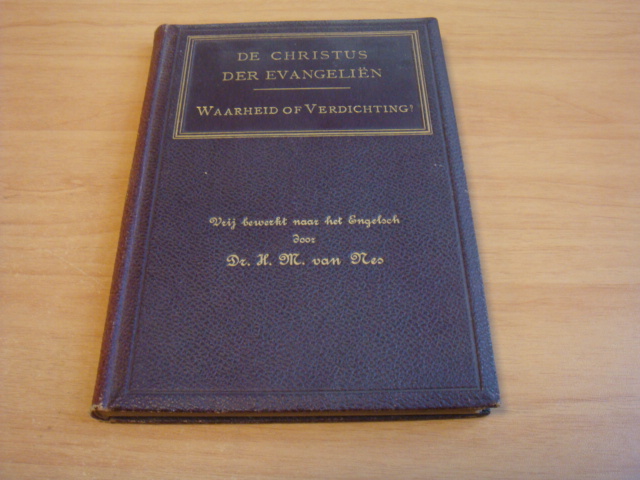 DE CHRISTUS
DER EVANGELIËN
WAARHEID OF VERDICHTING?
Vrij bewerkt naar het Engelsch
door
Dr. H. M. van Nes